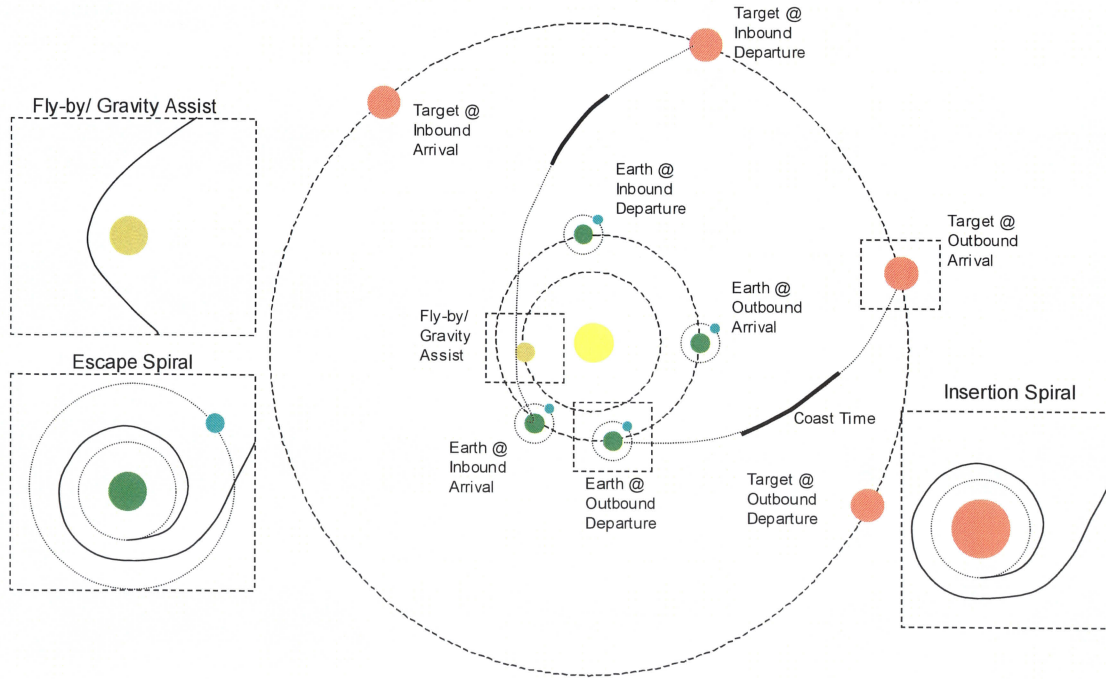 Target @
Inbound
Departure
Fly-by/ Gravity Assist
Target @
Inbound
Arrival
Earth @
Inbound
Departure
Target @
Outbound
Arrival
Earth @
Outbound
Arrival
Fly-by/
Gravity
Assist
Escape Spiral
Insertion Spiral
Coast Time
Earth @
Inbound
Arrival
Earth @
Outbound
Departure
Target @
Outbound
Departure